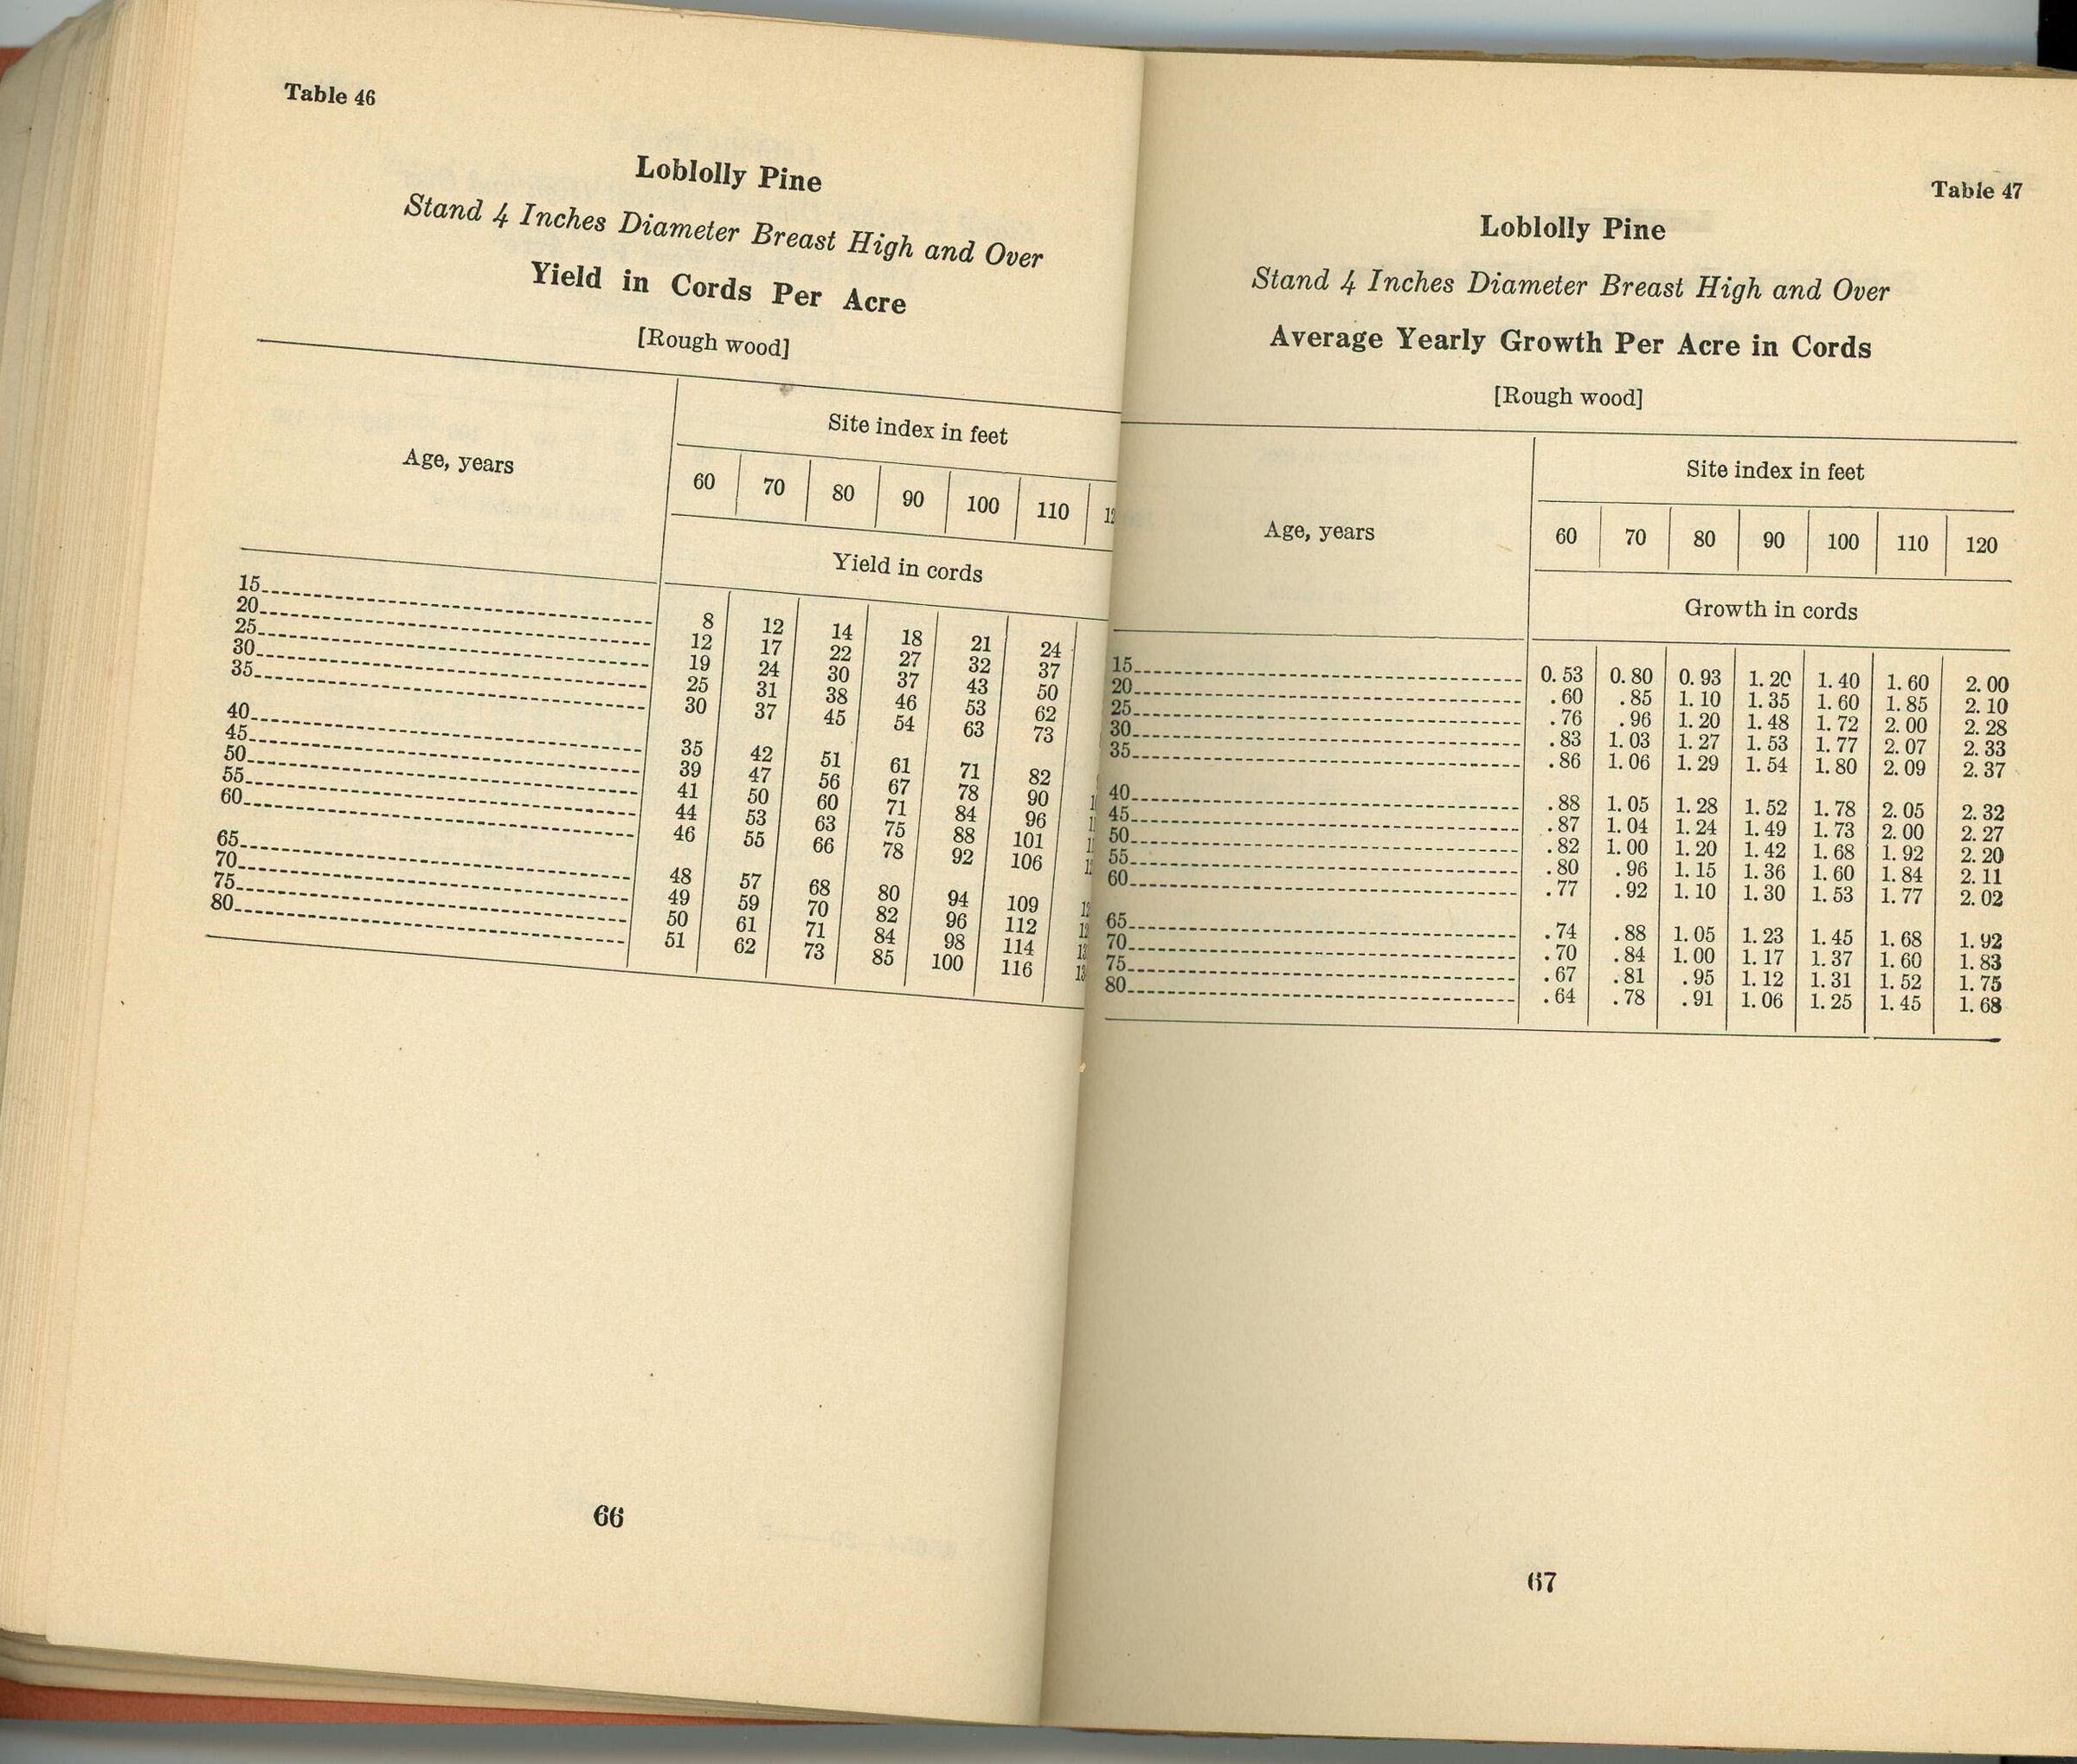 Table 46
Loblolly Pine
Stand 4 Inches Diameter Breast High and Over
Yield in Cords Per Acre
[Rough wood]
Age, years
Site index in feet
60 70 80 90 100 110
Yield in cords
15 8 12 14 18 21 24
20 12 17 22 27 32 37
25 19 24 30 37 43 50
30 25 31 38 46 53 62
35 30 37 45 54 63 73
40 35 42 51 61 71 82
45 39 47 56 67 78 90
50 41 50 60 71 84 96
55 44 53 63 75 88 101
60 46 55 66 78 92 106
65 48 57 68 80 94 109
70 49 59 70 82 96 112
75 50 61 71 84 98 114
80 51 62 73 85 100 116
66
Table 47
Loblolly Pine
Stand 4 Inches Diameter Breast High and Over
Average Yearly Growth Per Acre in Cords
[Rough wood]
Age, years
Site index in feet
60 70 80 90 100 110 120
Growth in cords
15 0.53 0.80 0.93 1.20 1.40 1.60 2.00
20 .60 .85 1.10 1.35 1.60 1.85 2.10
25 .76 .96 1.20 1.48 1.72 2.00 2.28
30 .83 1.03 1.27 1.53 1.77 2.07 2.33
35 .86 1.06 1.29 1.54 1.80 2.09 2.37
40 .88 1.05 1.28 1.52 1.78 2.05 2.32
45 .87 1.04 1.24 1.49 1.73 2.00 2.27
50 .82 1.00 1.20 1.42 1.68 1.92 2.20
55 .80 .96 1.15 1.36 1.60 1.84 2.11
60 .77 .92 1.10 1.30 1.53 1.77 2.02
65 .74 .88 1.05 1.23 1.45 1.68 1.92
70 .70 .84 1.00 1.17 1.37 1.60 1.83
75 .67 .81 .95 1.12 1.31 1.52 1.75
80 .64 .78 .91 1.06 1.25 1.45 1.68
67